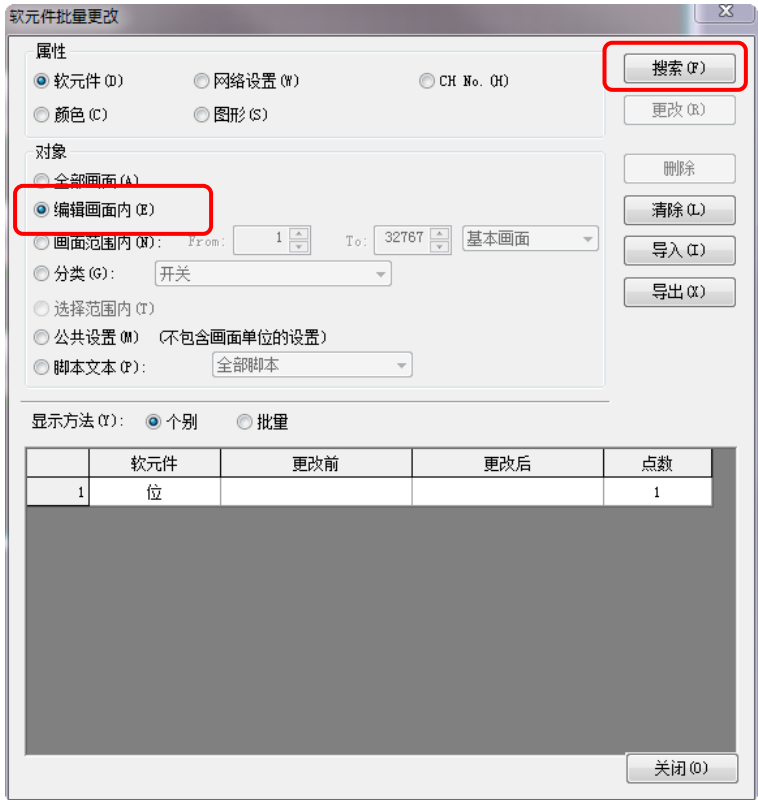 软元件批量更改
属性
软元件(D) 网络设置(W) CH No. (H) 搜索(F)
颜色(C) 图形(S) 更改(R)
对象
全部画面(A) 删除
编辑画面内(E) 清除(L)
画面范围内(N): From: 1 To: 32767 基本画面
导入(I)
分类(G): 开关
导出(X)
选择范围内(T)
公共设置(M) (不包含画面单位的设置)
脚本文本(P): 全部脚本
显示方法(Y): 个别 批量
软元件 更改前 更改后 点数
1 位 1
关闭(O)